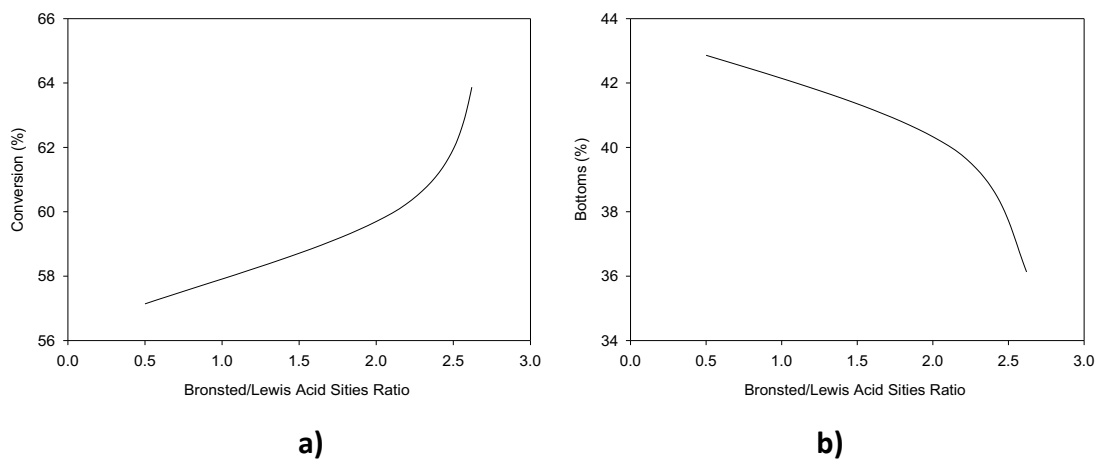 66
64
62
60
58
56
Conversion (%)
0.0 0.5 1.0 1.5 2.0 2.5 3.0
Bronsted/Lewis Acid Sities Ratio
a)
44
42
40
38
36
34
Bottoms (%)
0.0 0.5 1.0 1.5 2.0 2.5 3.0
Bronsted/Lewis Acid Sities Ratio
b)